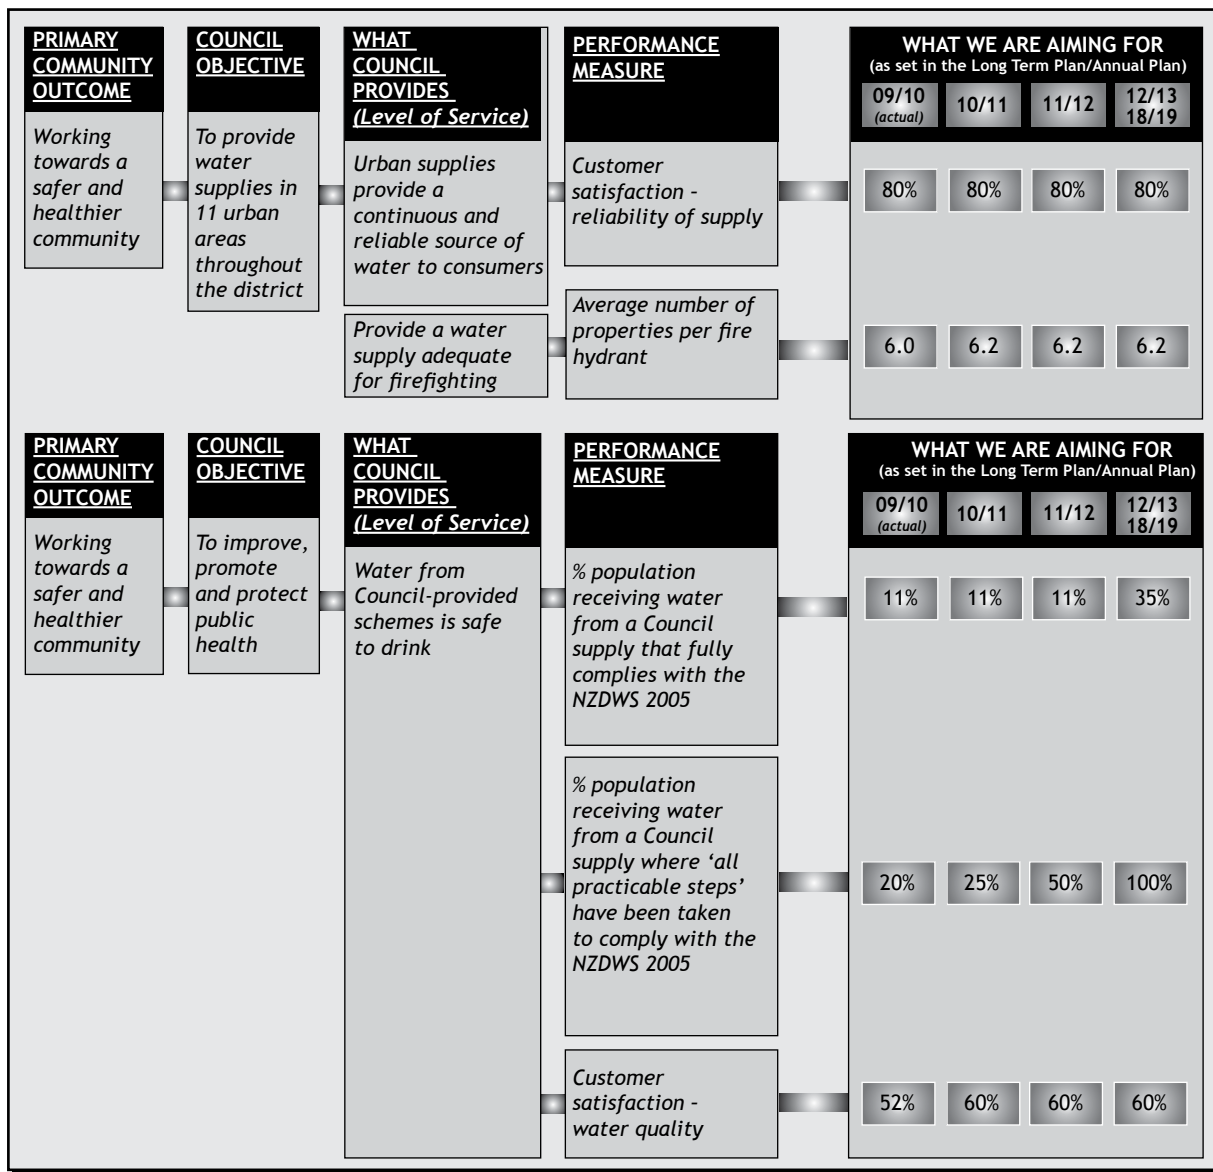 PRIMARY
COMMUNITY
OUTCOME
Working
towards a
safer and
healthier
community
COUNCIL
OBJECTIVE
To provide
water
supplies in
11 urban
areas
throughout
the district
WHAT
COUNCIL
PROVIDES
(Level of Service)
Urban supplies
provide a
continuous and
reliable source of
water to consumers
Provide a water
supply adequate
for firefighting
PERFORMANCE
MEASURE
Customer
satisfaction –
reliability of supply
Average number of
properties per fire
hydrant
WHAT WE ARE AIMING FOR
(as set in the Long Term Plan/Annual Plan)
09/10
(actual)
10/11
11/12
12/13
18/19
80% 80% 80% 80%
6.0 6.2 6.2 6.2
PRIMARY
COMMUNITY
OUTCOME
Working
towards a
safer and
healthier
community
COUNCIL
OBJECTIVE
To improve,
promote
and protect
public
health
WHAT
COUNCIL
PROVIDES
(Level of Service)
Water from
Council-provided
schemes is safe
to drink
PERFORMANCE
MEASURE
% population
receiving water
from a Council
supply that fully
complies with the
NZDWS 2005
% population
receiving water
from a Council
supply where ‘all
practicable steps’
have been taken
to comply with the
NZDWS 2005
Customer
satisfaction –
water quality
WHAT WE ARE AIMING FOR
(as set in the Long Term Plan/Annual Plan)
09/10
(actual)
10/11
11/12
12/13
18/19
11% 11% 11% 35%
20% 25% 50% 100%
52% 60% 60% 60%